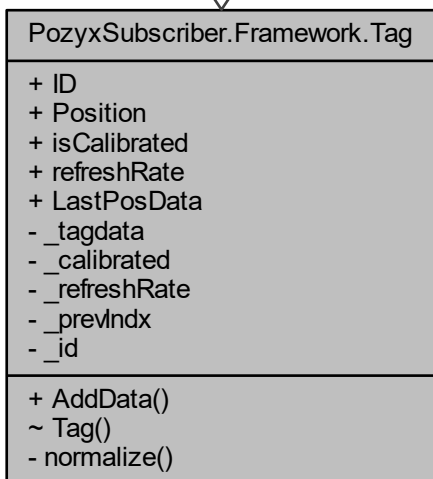 PozyxSubscriber.Framework.Tag
+ ID
+ Position
+ isCalibrated
+ refreshRate
+ LastPosData
- _tagdata
- _calibrated
- _refreshRate
- _prevIndx
- _id
+ AddData()
~ Tag()
- normalize()